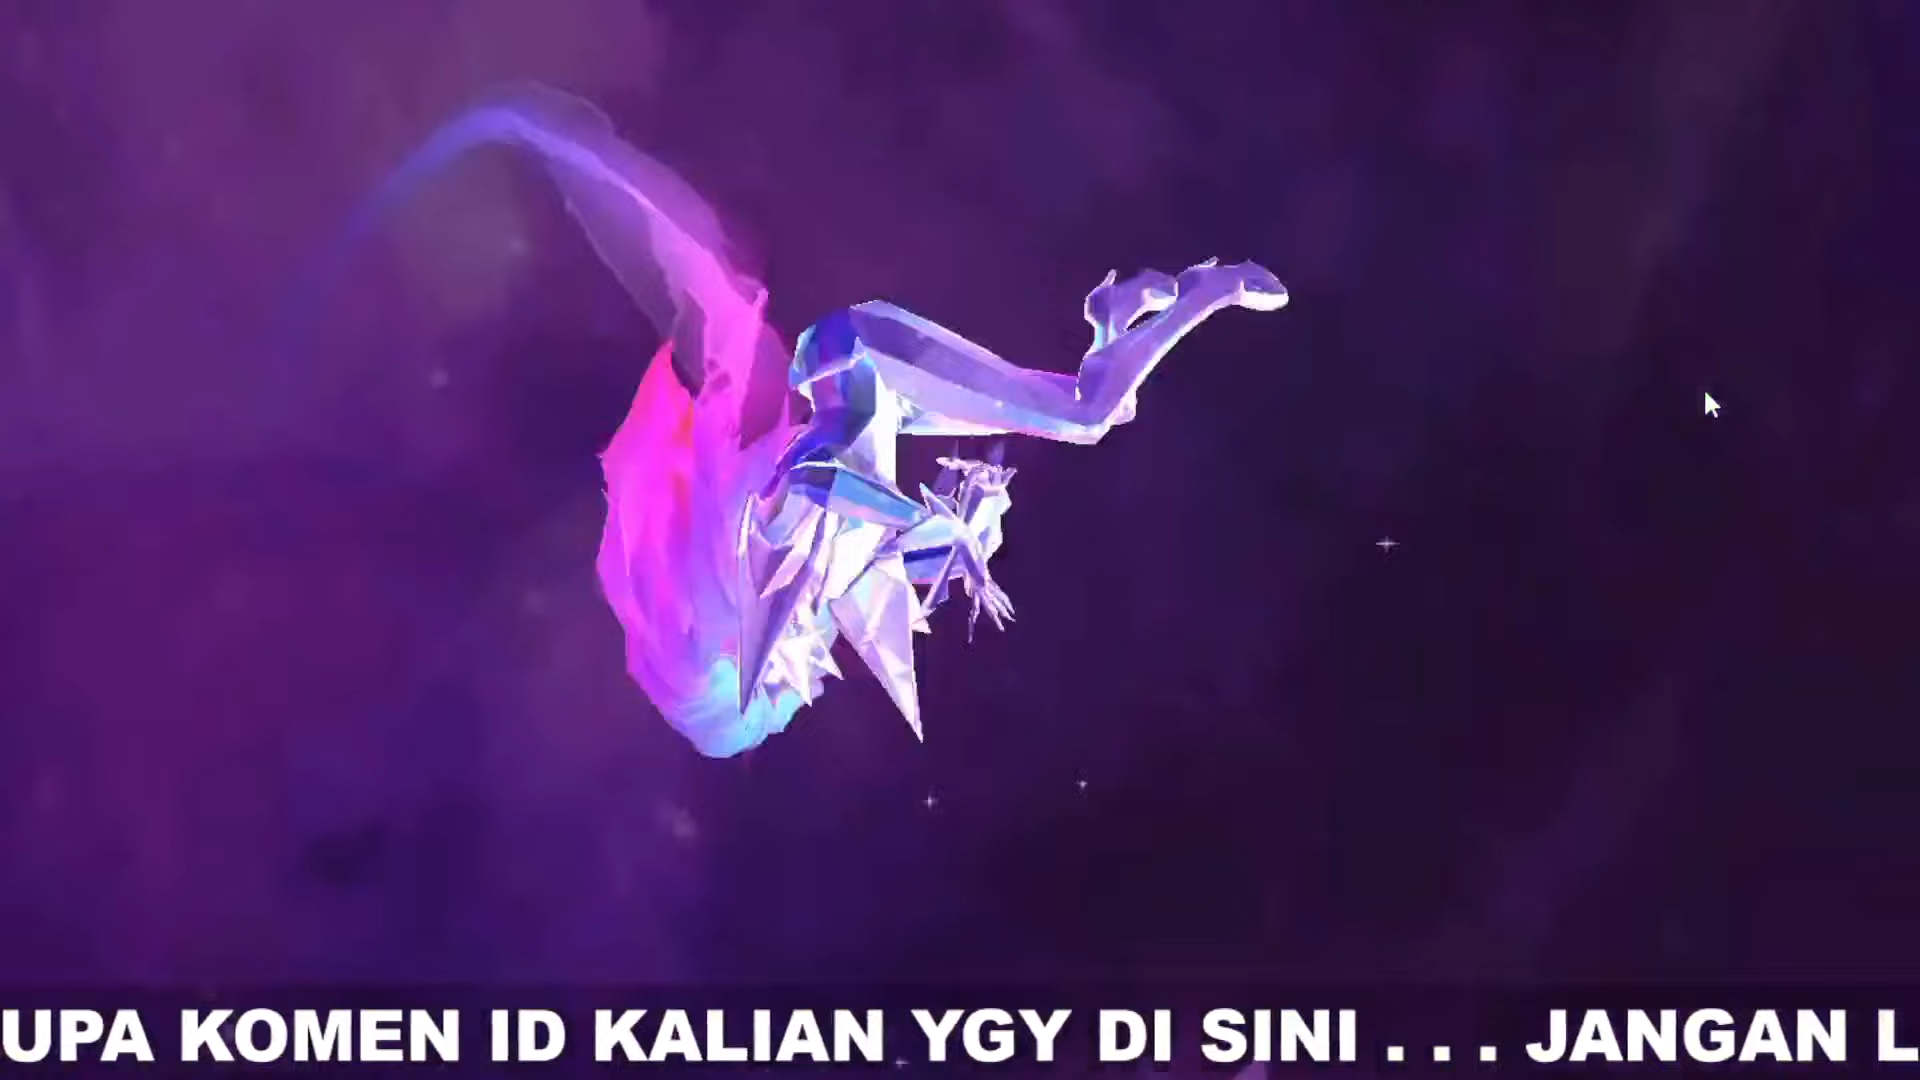 UPA KOMEN ID KALIAN YGY DI SINI . . . JANGAN L